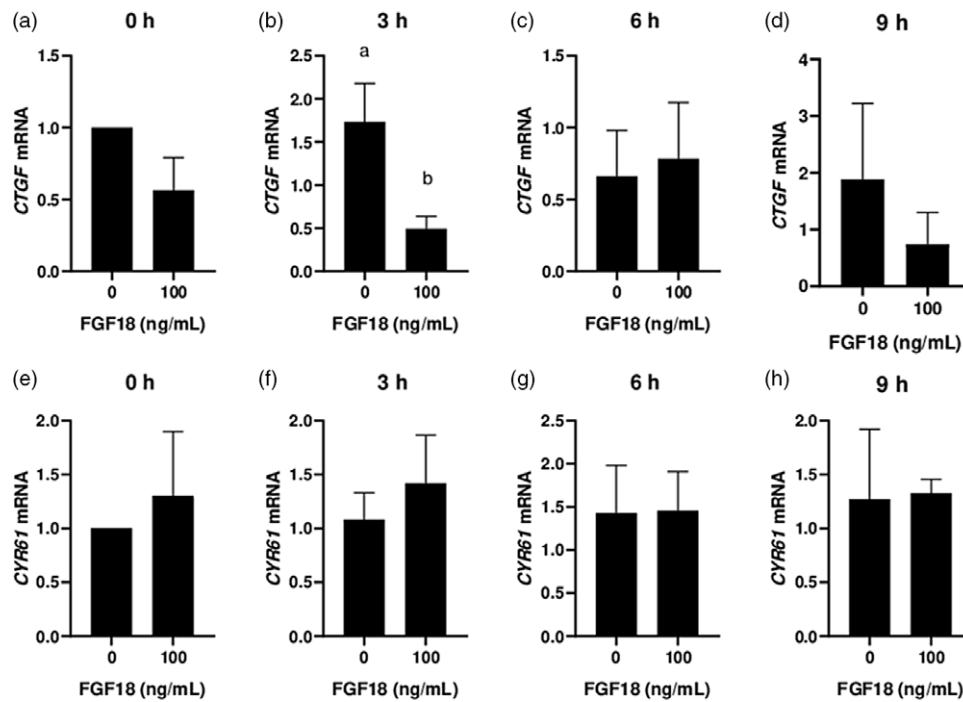 (a) 0 h
CTGF mRNA
1.5
1.0
0.5
0.0
0 100
FGF18 (ng/mL)
(b) 3 h
CTGF mRNA
2.5
2.0
1.5
1.0
0.5
0.0
a
b
0 100
FGF18 (ng/mL)
(c) 6 h
CTGF mRNA
1.5
1.0
0.5
0.0
0 100
FGF18 (ng/mL)
(d) 9 h
CTGF mRNA
4
3
2
1
0
0 100
FGF18 (ng/mL)
(e) 0 h
CYR61 mRNA
2.0
1.5
1.0
0.5
0.0
0 100
FGF18 (ng/mL)
(f) 3 h
CYR61 mRNA
2.0
1.5
1.0
0.5
0.0
0 100
FGF18 (ng/mL)
(g) 6 h
CYR61 mRNA
2.5
2.0
1.5
1.0
0.5
0.0
0 100
FGF18 (ng/mL)
(h) 9 h
CYR61 mRNA
2.0
1.5
1.0
0.5
0.0
0 100
FGF18 (ng/mL)